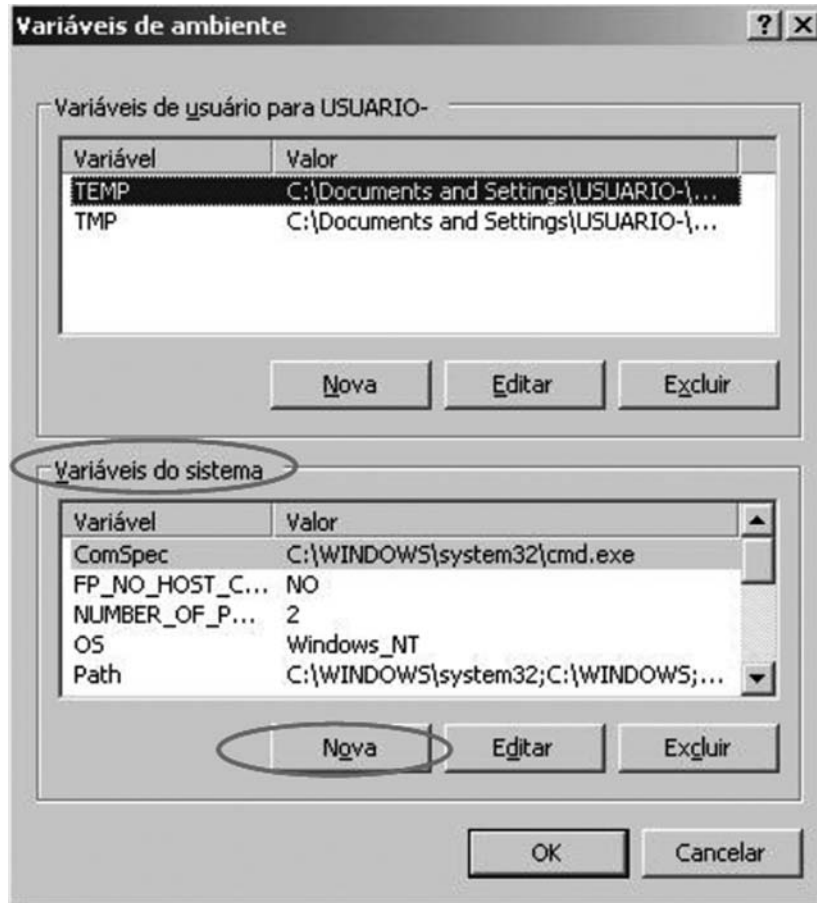 Variáveis de ambiente
Variáveis de usuário para USUARIO-
Variável Valor
TEMP C:\Documents and Settings\USUARIO-\...
TMP C:\Documents and Settings\USUARIO-\...
Nova Editar Excluir
Variáveis do sistema
Variável Valor
ComSpec C:\WINDOWS\system32\cmd.exe
FP_NO_HOST_C... NO
NUMBER_OF_P... 2
OS Windows_NT
Path C:\WINDOWS\system32;C:\WINDOWS;...
Nova Editar Excluir
OK Cancelar